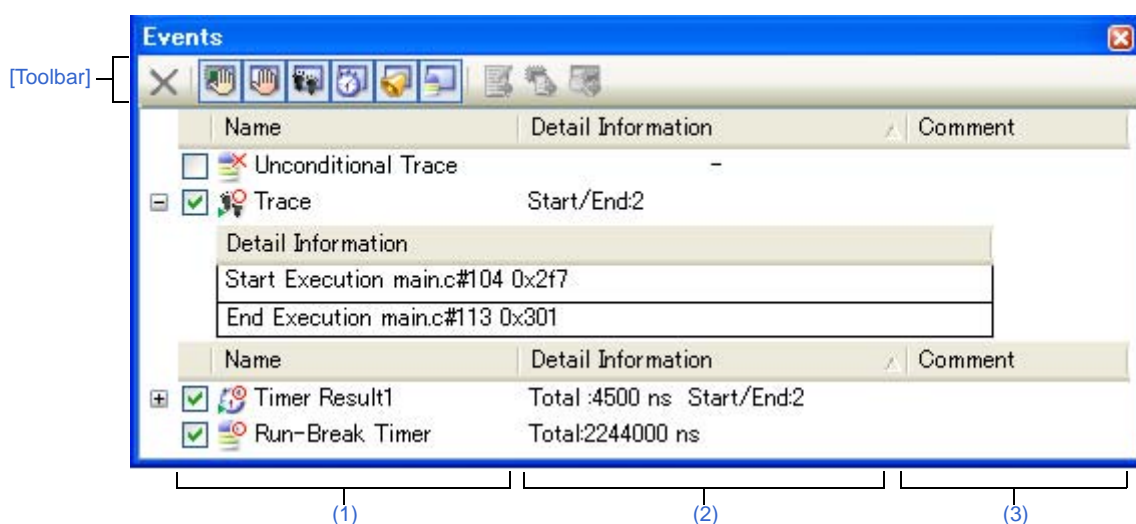 Events
[Toolbar]
Name Detail Information Comment
Unconditional Trace -
Trace Start/End:2
Detail Information
Start Execution main.c#104 0x2f7
End Execution main.c#113 0x301
Name Detail Information Comment
Timer Result1 Total :4500 ns Start/End:2
Run-Break Timer Total:2244000 ns
(1) (2) (3)